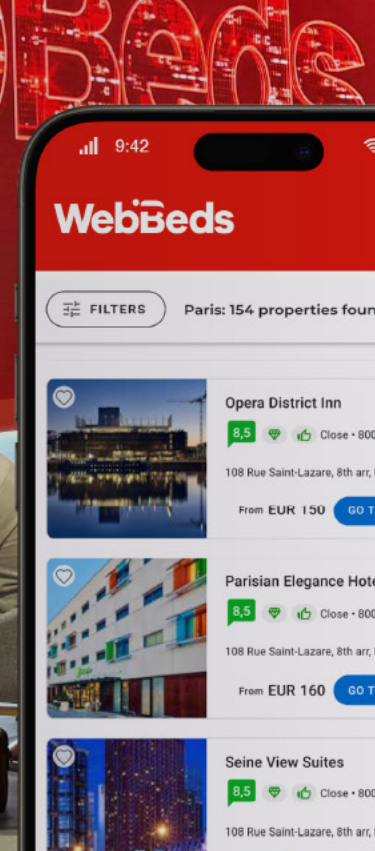 Beds
9:42
WebBeds
FILTERS
Paris: 154 properties foun
Opera District Inn
8,5 Close • 800
108 Rue Saint-Lazare, 8th arr,
From EUR 150 GO T
Parisian Elegance Hote
8,5 Close • 800
108 Rue Saint-Lazare, 8th arr,
From EUR 160 GO T
Seine View Suites
8,5 Close • 800
108 Rue Saint-Lazare, 8th arr,